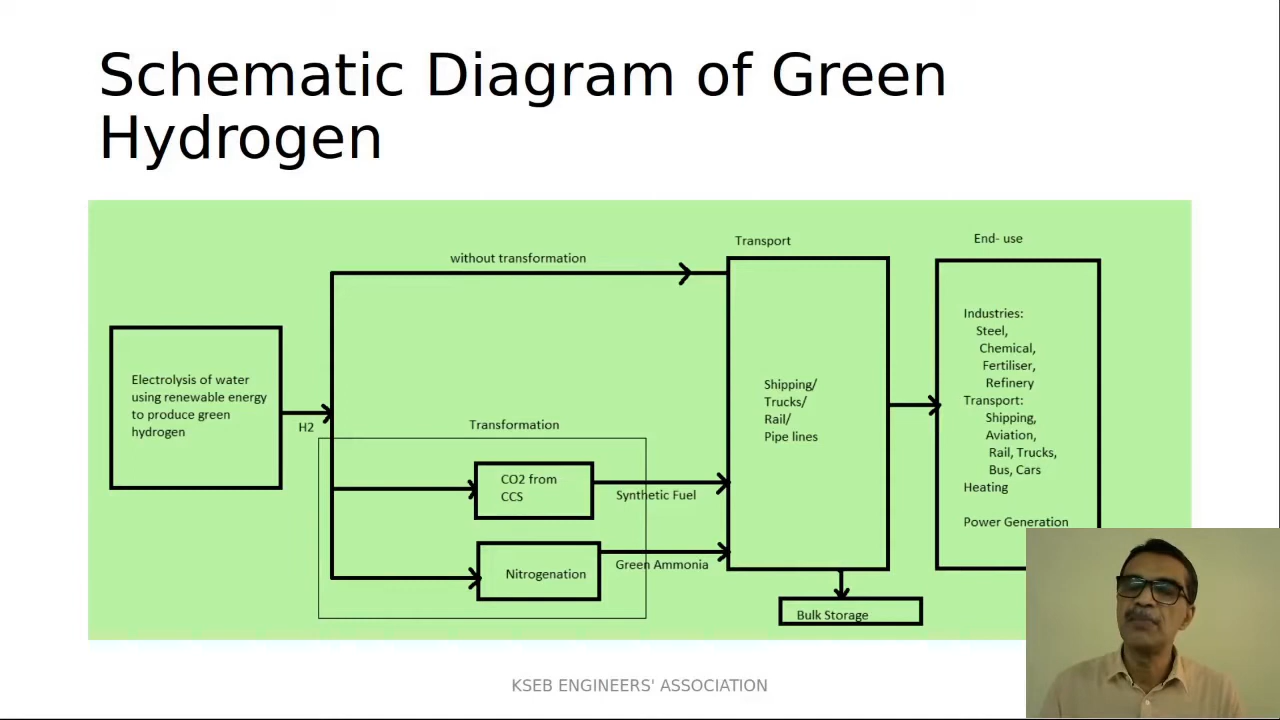 Schematic Diagram of Green
Hydrogen
Electrolysis of water
using renewable energy
to produce green
hydrogen
H2
without transformation
Transformation
CO2 from
CCS
Synthetic Fuel
Nitrogenation
Green Ammonia
Transport
Shipping/
Trucks/
Rail/
Pipe lines
Bulk Storage
End- use
Industries:
Steel,
Chemical,
Fertiliser,
Refinery
Transport:
Shipping,
Aviation,
Rail, Trucks,
Bus, Cars
Heating
Power Generation
KSEB ENGINEERS' ASSOCIATION